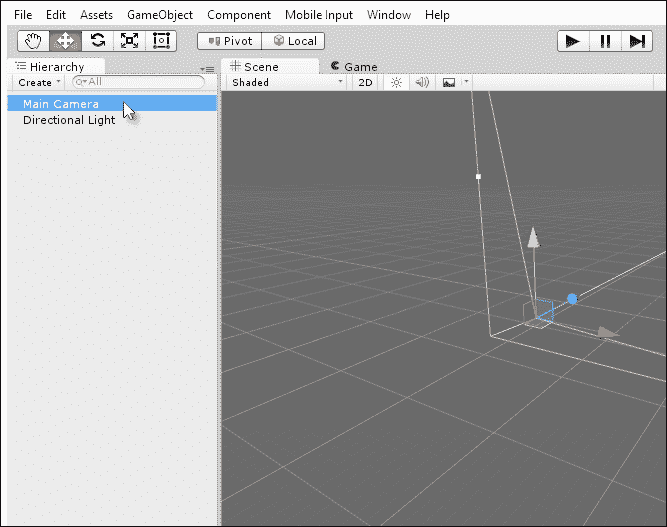 File Edit Assets GameObject Component Mobile Input Window Help
Pivot Local
Hierarchy Scene Game
Create All Shaded 2D
Main Camera
Directional Light